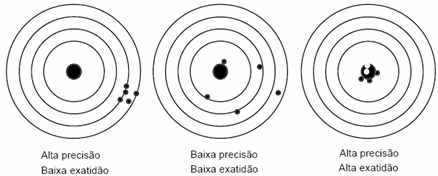 Alta precisão
Baixa exatidão
Baixa precisão
Baixa exatidão
Alta precisão
Alta exatidão